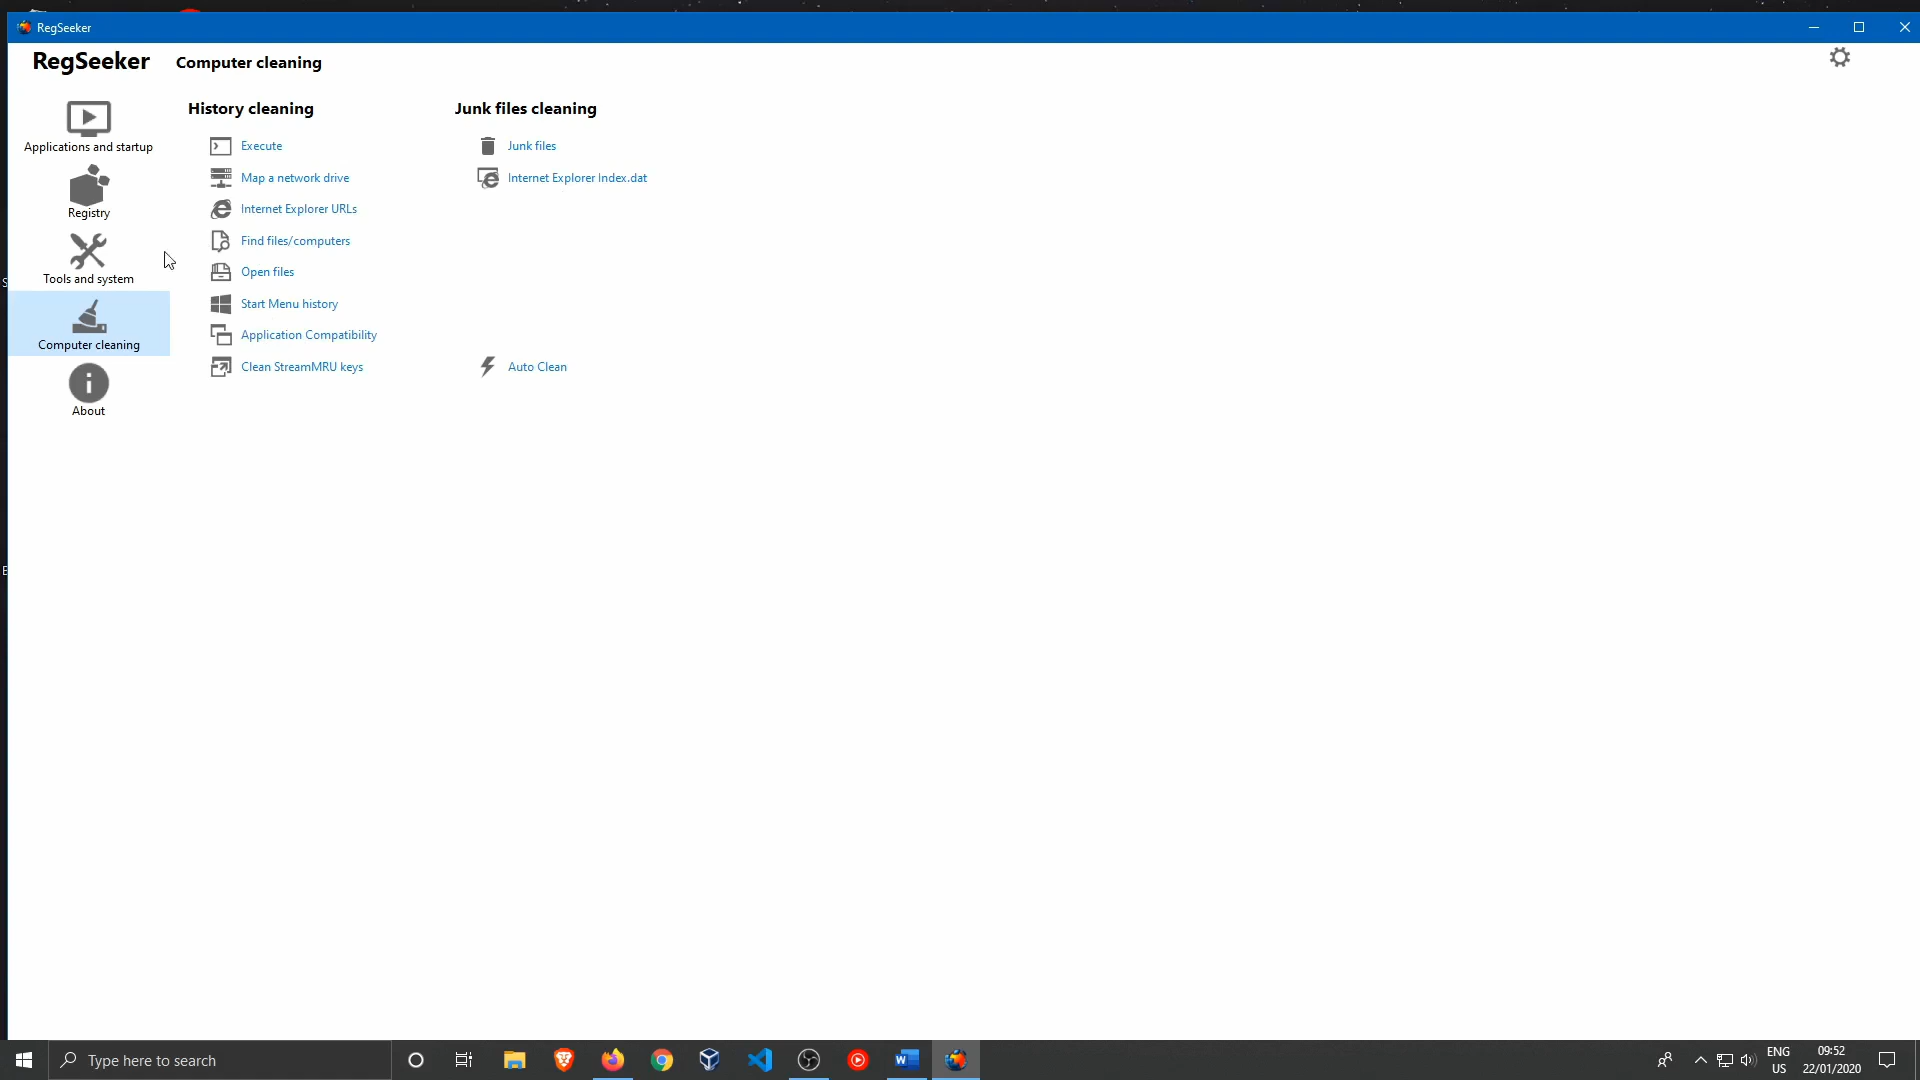 RegSeeker
RegSeeker
Computer cleaning
Applications and startup
Registry
Tools and system
Computer cleaning
About
History cleaning
Execute
Map a network drive
Internet Explorer URLs
Find files/computers
Open files
Start Menu history
Application Compatibility
Clean StreamMRU keys
Junk files cleaning
Junk files
Internet Explorer Index.dat
Auto Clean
S
E
Type here to search
ENG
US
09:52
22/01/2020